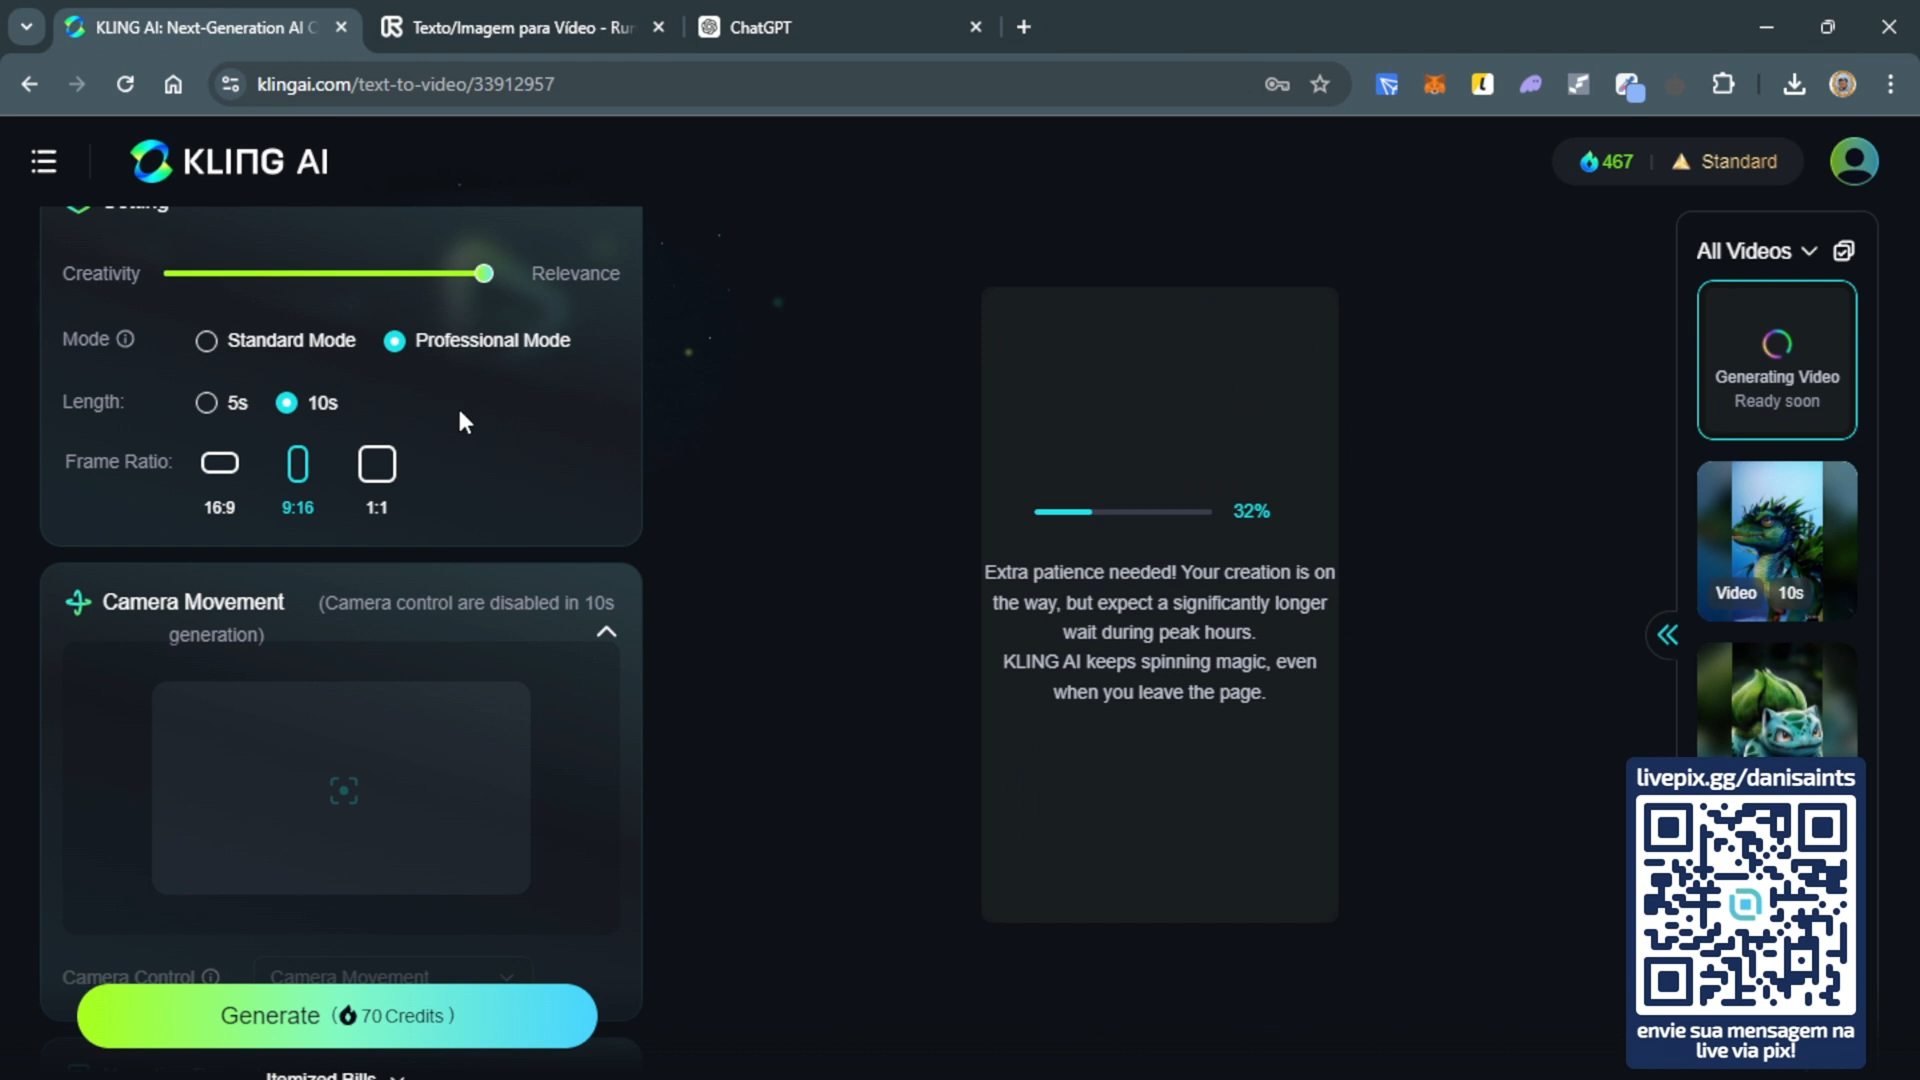 KLING AI: Next-Generation AI C
Texto/Imagem para Vídeo - Run
ChatGPT
klingai.com/text-to-video/33912957
KLING AI
467
Standard
Creativity
Relevance
Mode
Standard Mode
Professional Mode
Length:
5s
10s
Frame Ratio:
16:9
9:16
1:1
Camera Movement (Camera control are disabled in 10s
generation)
Camera Control
Camera Movement
Generate ( 70 Credits )
Itemized Bills
32%
Extra patience needed! Your creation is on
the way, but expect a significantly longer
wait during peak hours.
KLING AI keeps spinning magic, even
when you leave the page.
All Videos
Generating Video
Ready soon
Video 10s
livepix.gg/danisaints
envie sua mensagem na
live via pix!